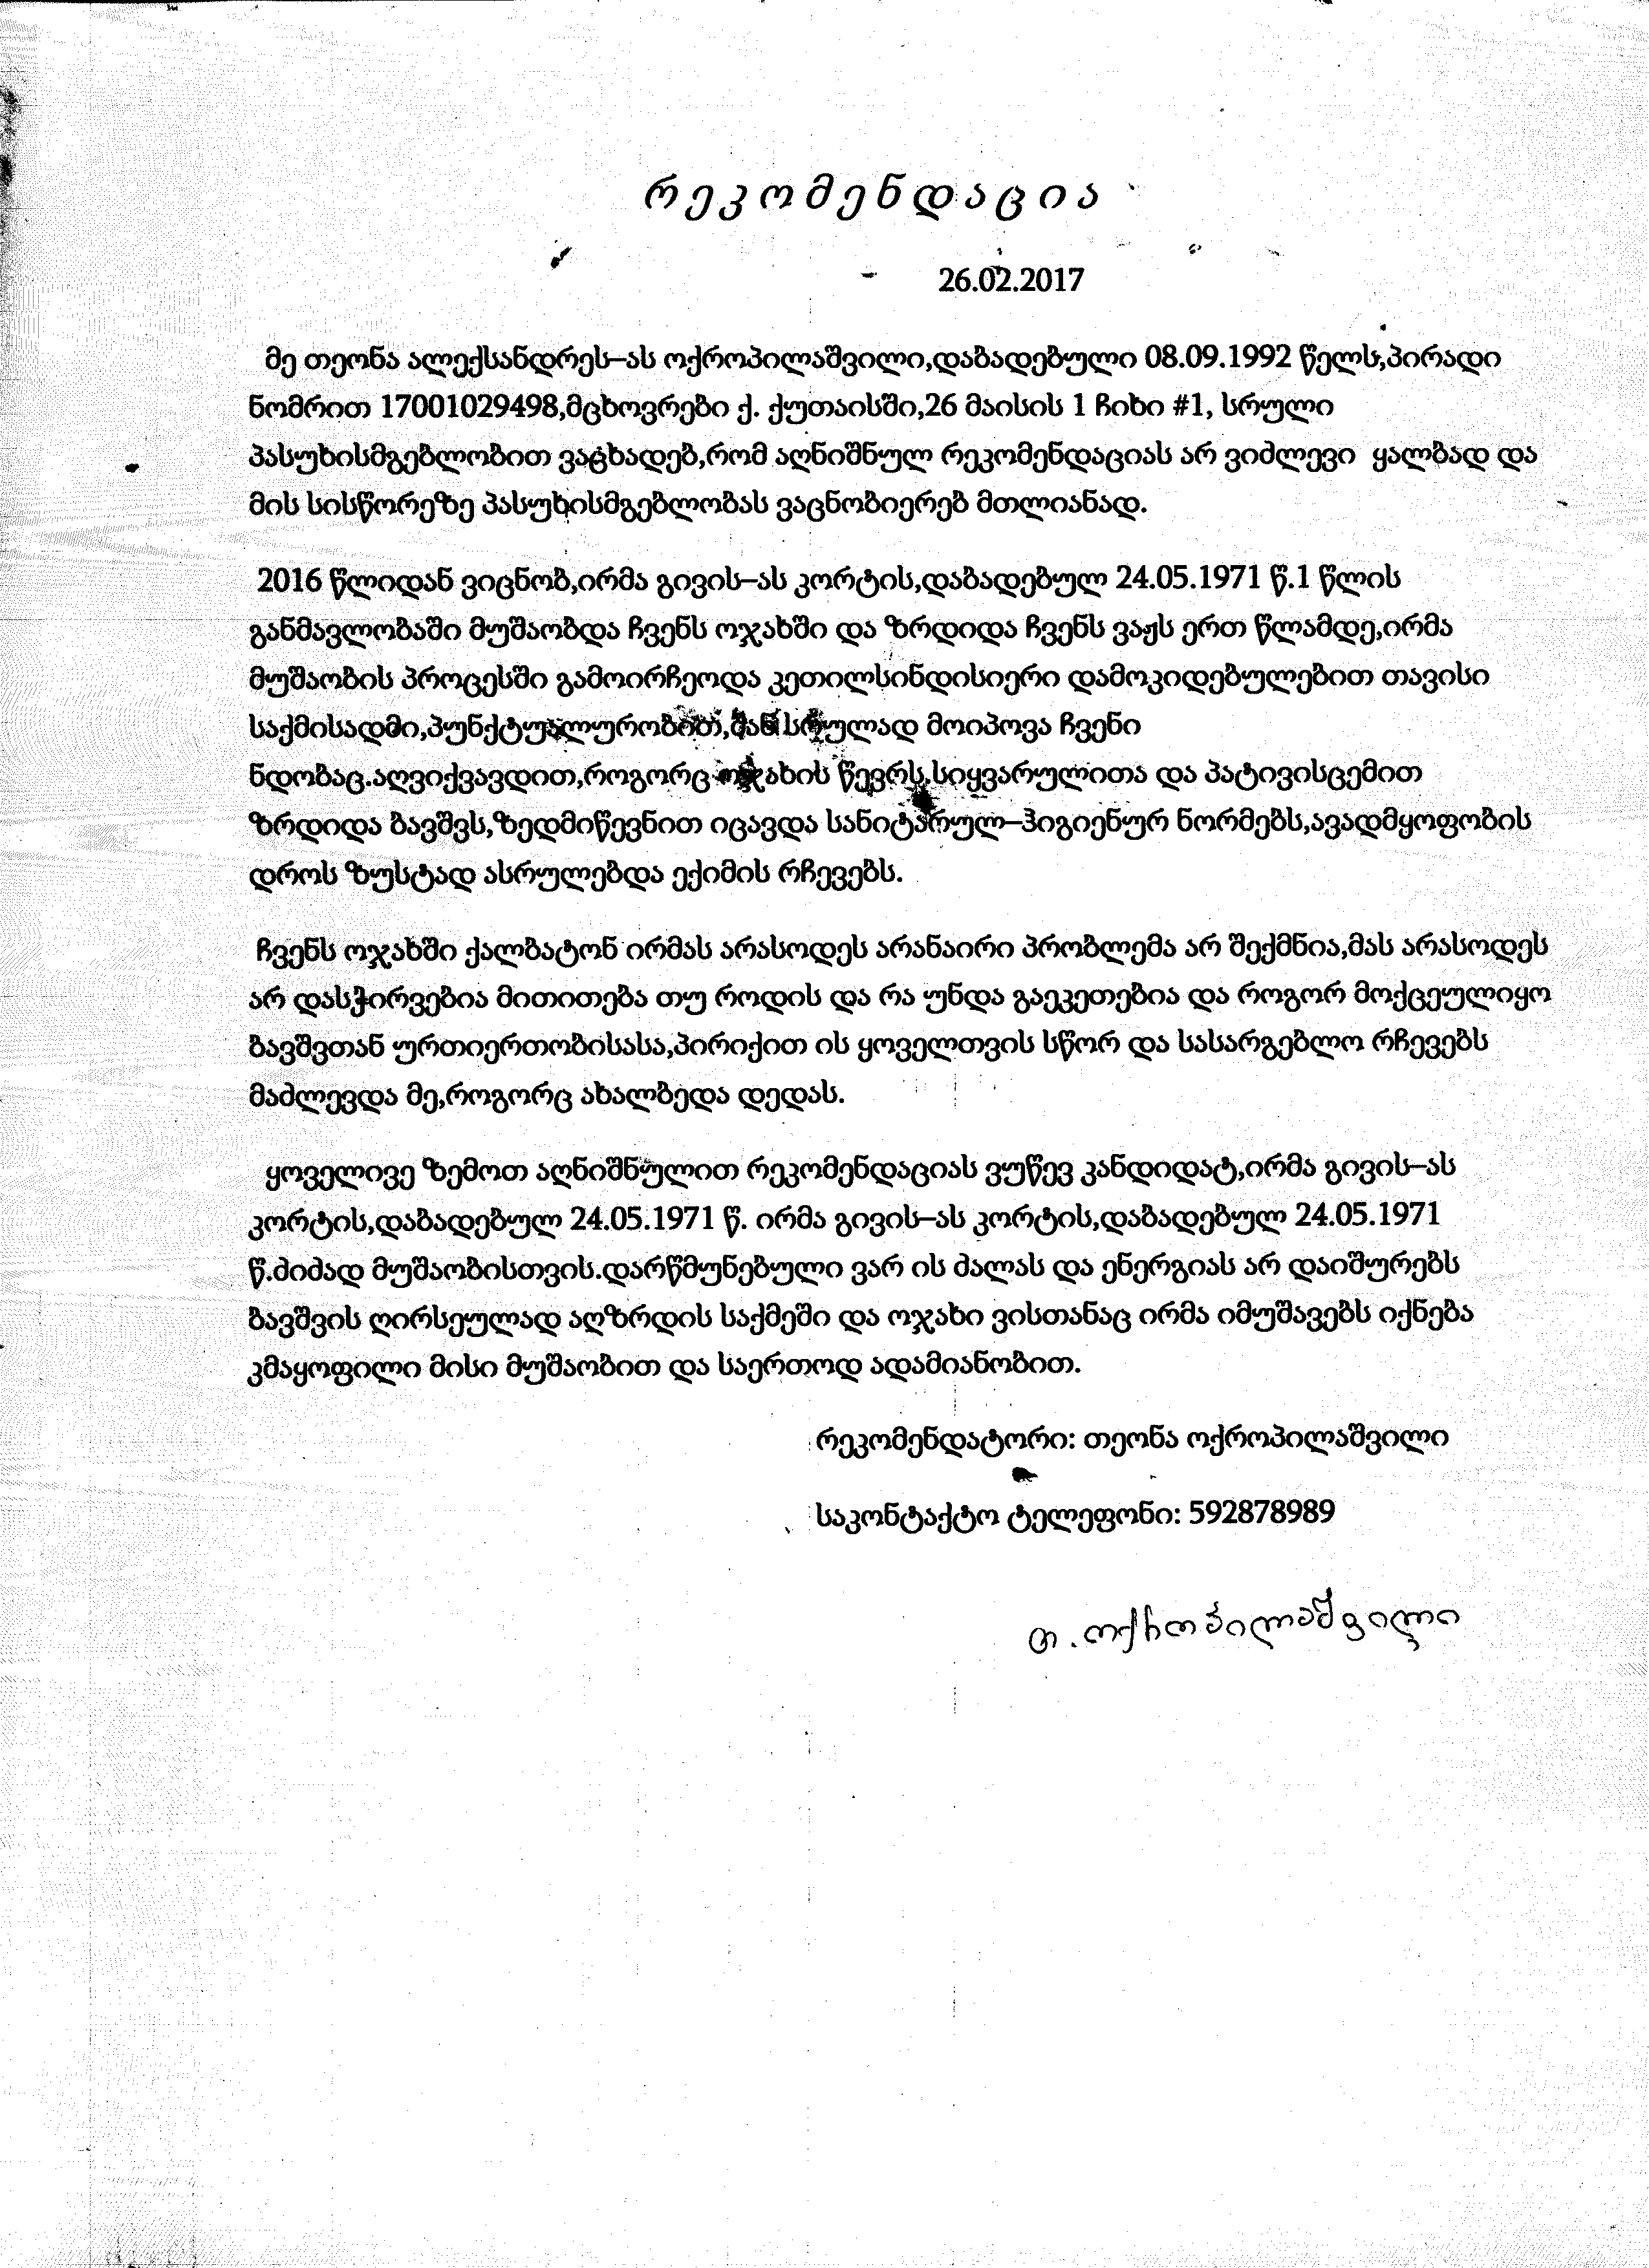 რეკომენდაცია
26.02.2017
მე თეონა ალექსანდრეს–ას ოქროპილაშვილი,დაბადებული 08.09.1992 წელს,პირადი
ნომრით 17001029498,მცხოვრები ქ. ქუთაისში,26 მაისის 1 ჩიხი #1, სრული
პასუხისმგებლობით ვაცხადებ,რომ აღნიშნულ რეკომენდაციას არ ვიძლევი ყალბად და
მის სისწორეზე პასუხისმგებლობას ვაცნობიერებ მთლიანად.
2016 წლიდან ვიცნობ,ირმა გივის–ას კორტის,დაბადებულ 24.05.1971 წ.1 წლის
განმავლობაში მუშაობდა ჩვენს ოჯახში და ზრდიდა ჩვენს ვაჟს ერთ წლამდე,ირმა
მუშაობის პროცესში გამოირჩეოდა კეთილსინდისიერი დამოკიდებულებით თავისი
საქმისადმი,პუნქტუალურობით,მან სრულად მოიპოვა ჩვენი
ნდობაც.აღვიქვავდით,როგორც ოჯახის წევრს,სიყვარულითა და პატივისცემით
ზრდიდა ბავშვს,ზედმიწევნით იცავდა სანიტარულ–ჰიგიენურ ნორმებს,ავადმყოფობის
დროს ზუსტად ასრულებდა ექიმის რჩევებს.
ჩვენს ოჯახში ქალბატონ ირმას არასოდეს არანაირი პრობლემა არ შექმნია,მას არასოდეს
არ დასჭირვებია მითითება თუ როდის და რა უნდა გაეკეთებია და როგორ მოქცეულიყო
ბავშვთან ურთიერთობისასა,პირიქით ის ყოველთვის სწორ და სასარგებლო რჩევებს
მაძლევდა მე,როგორც ახალბედა დედას.
ყოველივე ზემოთ აღნიშნულით რეკომენდაციას ვუწევ კანდიდატ,ირმა გივის–ას
კორტის,დაბადებულ 24.05.1971 წ. ირმა გივის–ას კორტის,დაბადებულ 24.05.1971
წ.ძიძად მუშაობისთვის.დარწმუნებული ვარ ის ძალას და ენერგიას არ დაიშურებს
ბავშვის ღირსეულად აღზრდის საქმეში და ოჯახი ვისთანაც ირმა იმუშავებს იქნება
კმაყოფილი მისი მუშაობით და საერთოდ ადამიანობით.
რეკომენდატორი: თეონა ოქროპილაშვილი
საკონტაქტო ტელეფონი: 592878989
თ. ოქროპილაშვილი